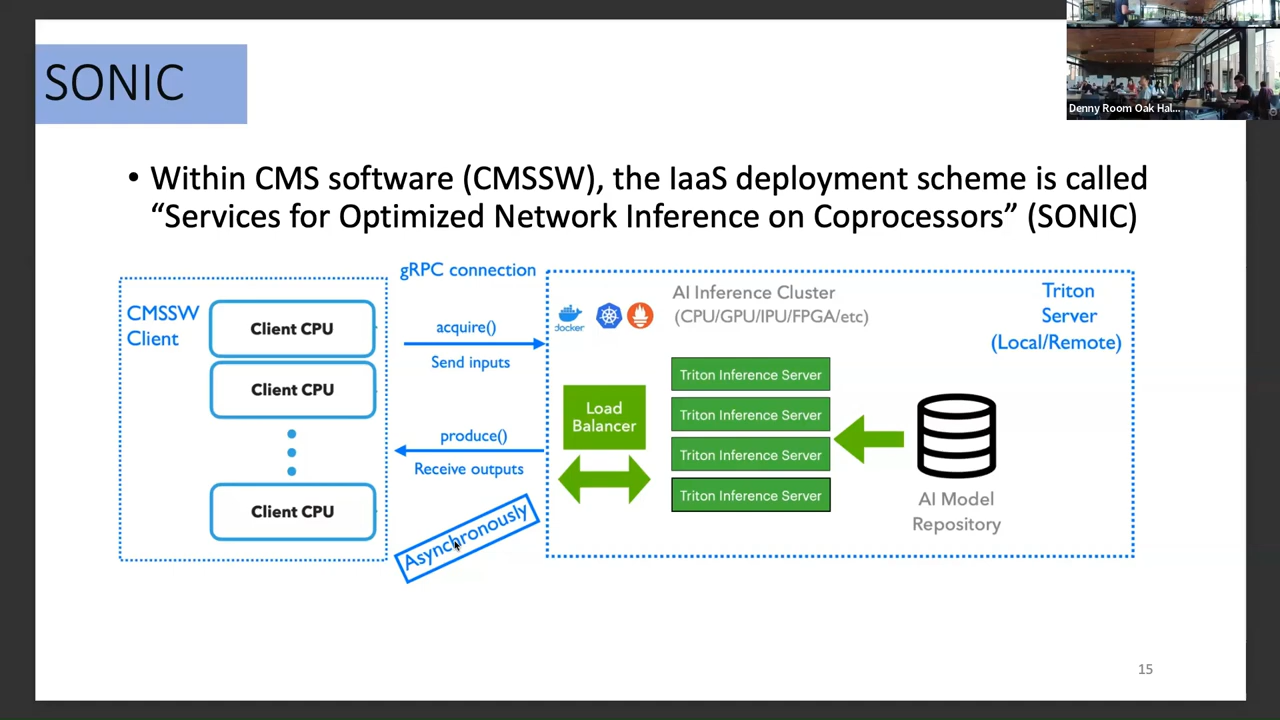 SONIC
Denny Room Oak Hal...
• Within CMS software (CMSSW), the IaaS deployment scheme is called
“Services for Optimized Network Inference on Coprocessors” (SONIC)
CMSSW
Client
Client CPU
Client CPU
Client CPU
gRPC connection
acquire()
Send inputs
produce()
Receive outputs
Asynchronously
docker
AI Inference Cluster
(CPU/GPU/IPU/FPGA/etc)
Triton
Server
(Local/Remote)
Load
Balancer
Triton Inference Server
Triton Inference Server
Triton Inference Server
Triton Inference Server
AI Model
Repository
15